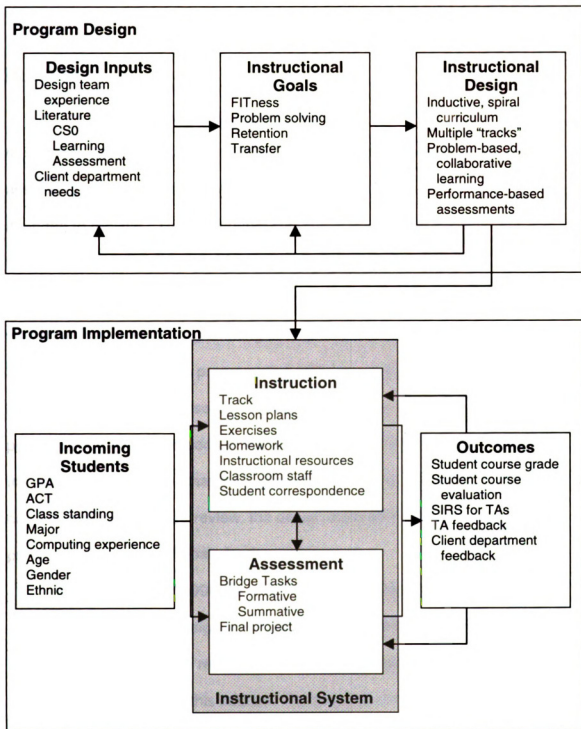 Program Design
Design Inputs
Design team
experience
Literature
CS0
Learning
Assessment
Client department
needs
Instructional
Goals
FITness
Problem solving
Retention
Transfer
Instructional
Design
Inductive, spiral
curriculum
Multiple “tracks”
Problem-based,
collaborative
learning
Performance-based
assessments
Program Implementation
Incoming
Students
GPA
ACT
Class standing
Major
Computing experience
Age
Gender
Ethnic
Instruction
Track
Lesson plans
Exercises
Homework
Instructional resources
Classroom staff
Student correspondence
Assessment
Bridge Tasks
Formative
Summative
Final project
Instructional System
Outcomes
Student course grade
Student course
evaluation
SIRS for TAs
TA feedback
Client department
feedback